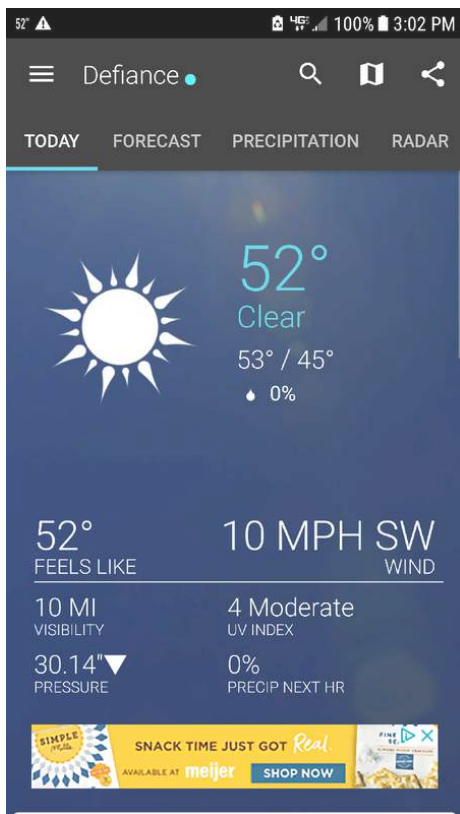 52° 4G 100% 3:02 PM
Defiance
TODAY FORECAST PRECIPITATION RADAR
52°
Clear
53° / 45°
0%
52° 10 MPH SW
FEELS LIKE WIND
10 MI 4 Moderate
VISIBILITY UV INDEX
30.14" 0%
PRESSURE PRECIP NEXT HR
SIMPLE
Mills
SNACK TIME JUST GOT Real.
AVAILABLE AT meijer SHOP NOW